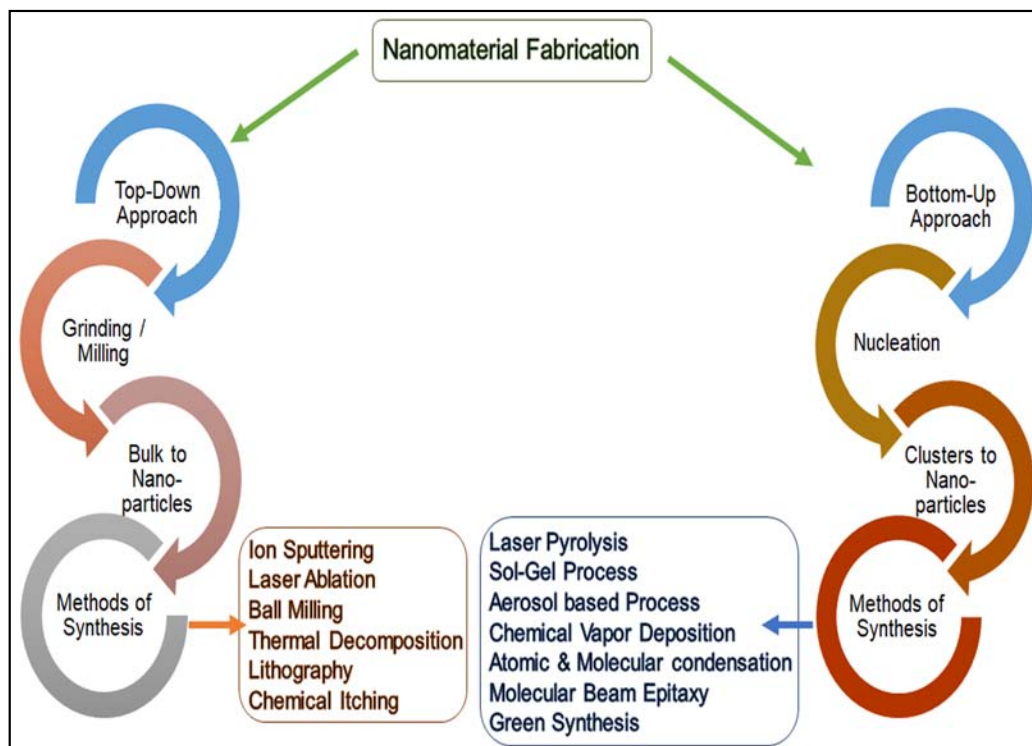 Nanomaterial Fabrication
Top-Down
Approach
Grinding /
Milling
Bulk to
Nano-
particles
Methods of
Synthesis
Ion Sputtering
Laser Ablation
Ball Milling
Thermal Decomposition
Lithography
Chemical Itching
Bottom-Up
Approach
Nucleation
Clusters to
Nano-
particles
Methods of
Synthesis
Laser Pyrolysis
Sol-Gel Process
Aerosol based Process
Chemical Vapor Deposition
Atomic & Molecular condensation
Molecular Beam Epitaxy
Green Synthesis